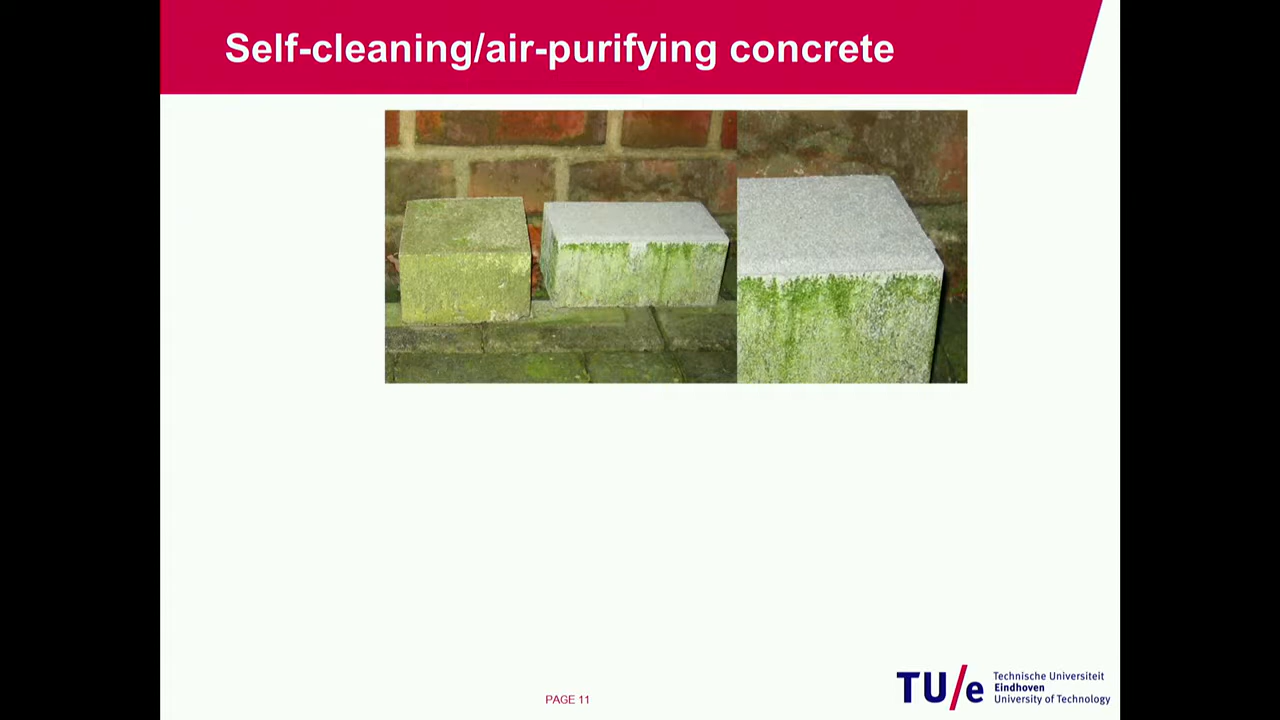 Self-cleaning/air-purifying concrete
PAGE 11
TU/e
Technische Universiteit
Eindhoven
University of Technology